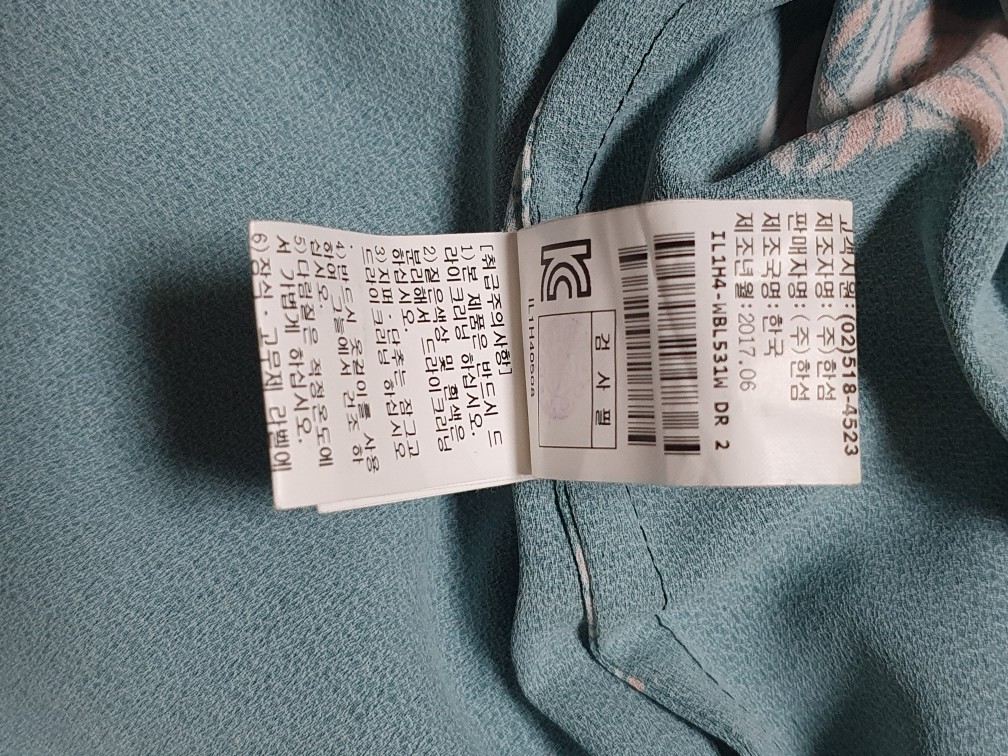 고객지원:(02)518-4523
제조자명:(주)한섬
판매자명:(주)한섬
제조국명:한국
제조년월:2017.06
IL1H4-WBL531W DR 2
검 사 필
[취급주의사항]
1) 본 제품은 반드시 드
라이 크리닝 하십시오.
2) 짙은색상 및 흰색은
분리해서 드라이크리닝
하십시오.
3) 지퍼·단추는 잠그고
드라이크리닝 하십시오
.
4) 반드시 옷걸이를 사용
하여 그늘에서 건조 하
십시오.
5) 다림질은 적정온도에
서 가볍게 하십시오.
6) 장식·고무지 라벨에